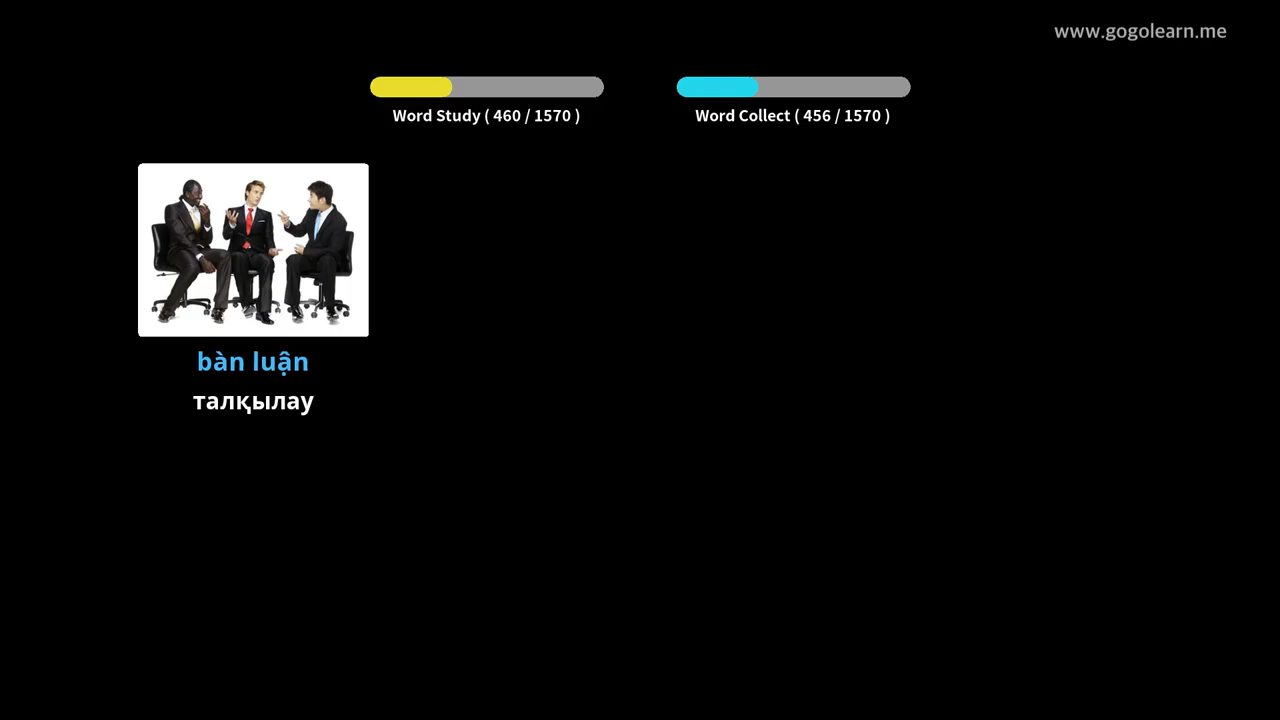 www.gogolearn.me
Word Study ( 460 / 1570 )
Word Collect ( 456 / 1570 )
bàn luận
талқылау